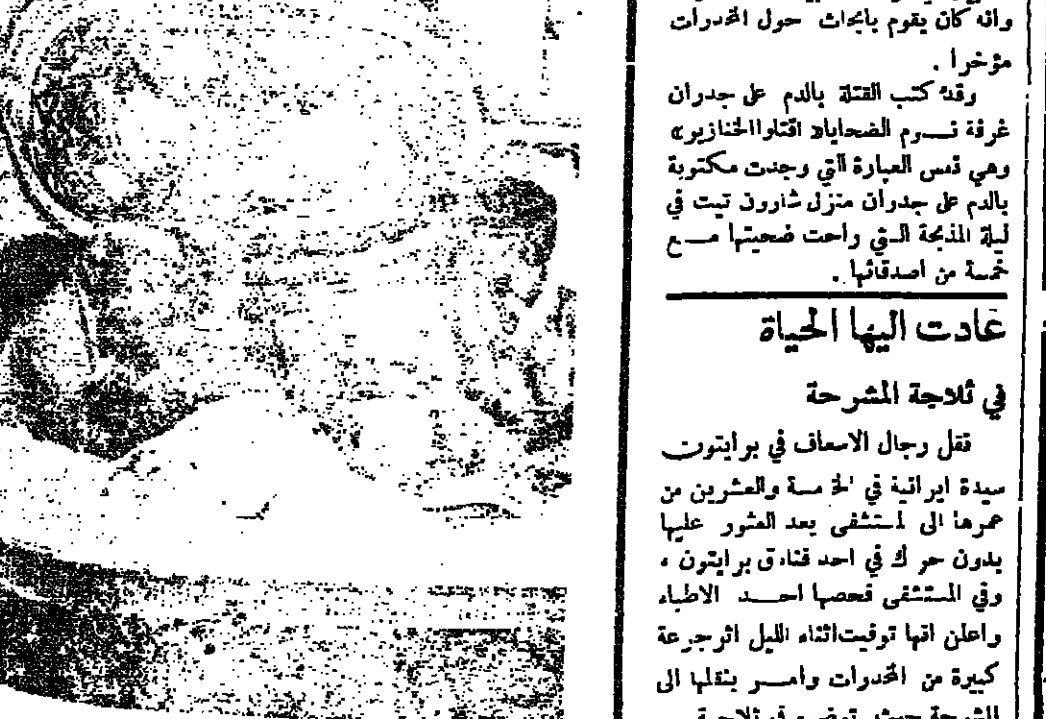 وانه كان يقوم بابحاث حول المخدرات
مؤخرا .
وقد كتب القتلة بالدم على جدران
غرفة نوم الضحايا« اقتلواالخنازير»
وهي نفس العبارة التي وجدت مكتوبة
بالدم على جدران منزل شارون تيت في
ليلة المذبحة التي راحت ضحيتها مع
خمسة من اصدقائها .
عادت اليها الحياة
في ثلاجة المشرحة
نقل رجال الاسعاف في برايتون
سيدة ايرانية في الخامسة والعشرين من
عمرها الى المستشفى بعد العثور عليها
بدون حراك في احد فنادق برايتون ،
وفي المستشفى فحصها احد الاطباء
واعلن انها توفيت اثناء الليل اثر جرعة
كبيرة من المخدرات وامر بنقلها الى
المشرحة حيث